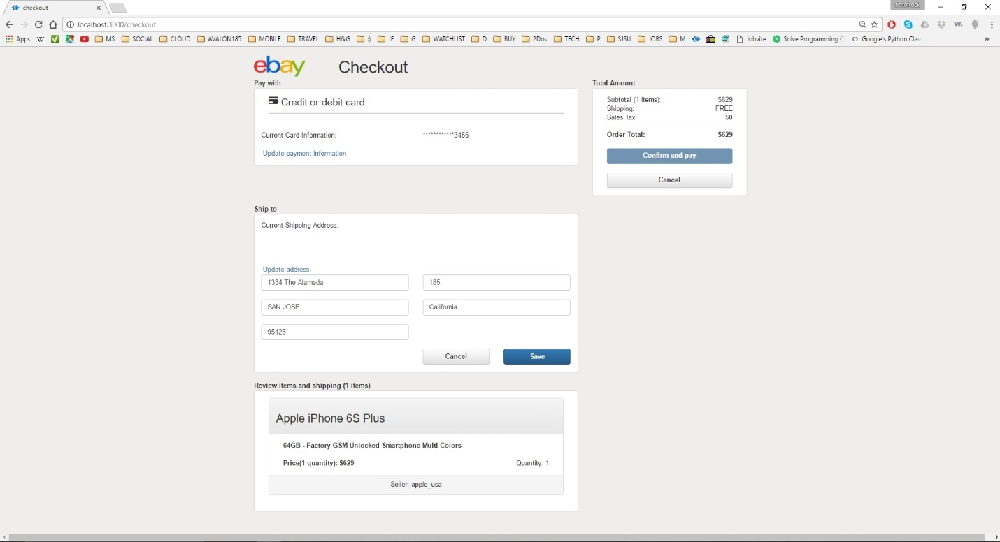 checkout
riotofrock
localhost:3000/checkout
Apps W MS SOCIAL CLOUD AVALON185 MOBILE TRAVEL H&G :) JF G WATCHLIST D BUY 2Dos TECH P SJSU JOBS M Jobvite Solve Programming C Google's Python Clas »
ebay Checkout
Pay with
Credit or debit card
Current Card Information: ************3456
Update payment information
Total Amount
Subtotal (1 items): $629
Shipping: FREE
Sales Tax: $0
Order Total: $629
Confirm and pay
Cancel
Ship to
Current Shipping Address:
Update address
1334 The Alameda 185
SAN JOSE California
95126
Cancel Save
Review items and shipping (1 items)
Apple iPhone 6S Plus
64GB - Factory GSM Unlocked Smartphone Multi Colors
Price(1 quantity): $629 Quantity: 1
Seller: apple_usa